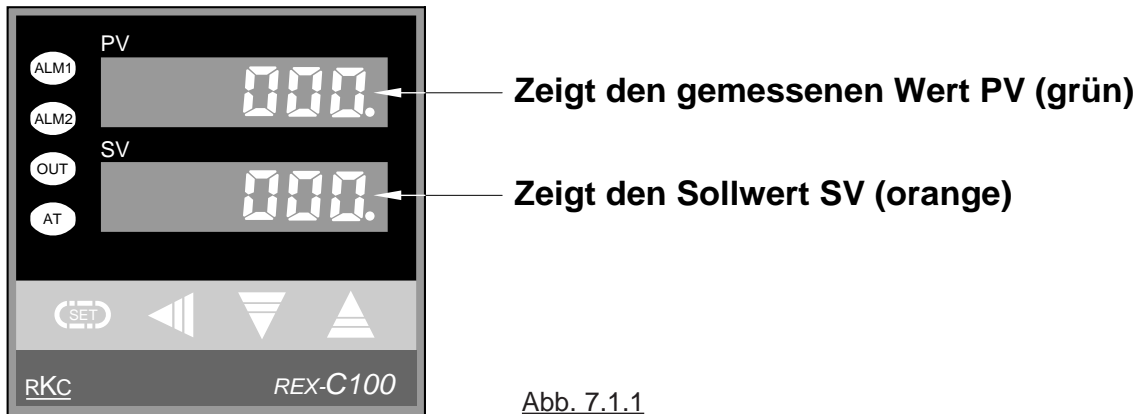 PV
ALM1
000.
Zeigt den gemessenen Wert PV (grün)
ALM2
SV
OUT
000.
Zeigt den Sollwert SV (orange)
AT
SET
RKC
REX-C100
Abb. 7.1.1